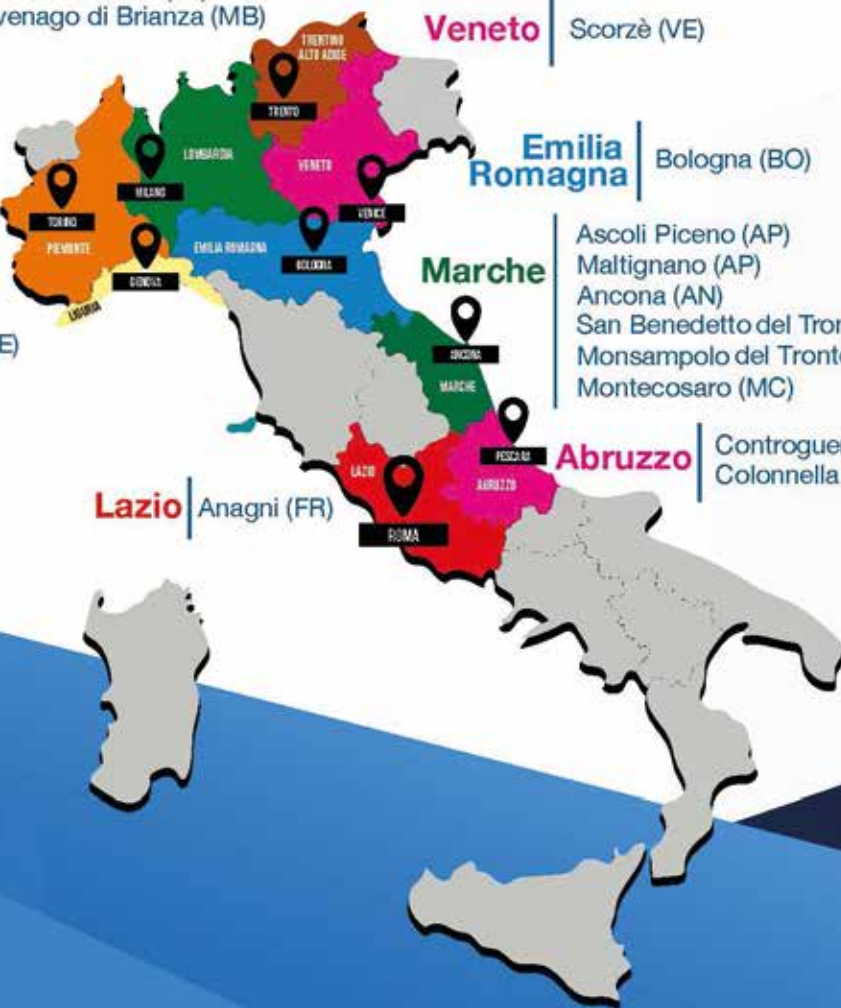 venago di Brianza (MB)
Veneto
Scorzè (VE)
TRENTINO
ALTO ADIGE
TRENTO
LOMBARDIA
MILANO
VENETO
VENICE
TORINO
PIEMONTE
GENOVA
LIGURIA
EMILIA ROMAGNA
BOLOGNA
Emilia
Romagna
Bologna (BO)
Marche
Ascoli Piceno (AP)
Maltignano (AP)
Ancona (AN)
San Benedetto del Tron
Monsampolo del Tronto
Montecosaro (MC)
E)
ANCONA
MARCHE
PESCARA
ABRUZZO
Abruzzo
Controguer
Colonnella
LAZIO
ROMA
Lazio
Anagni (FR)